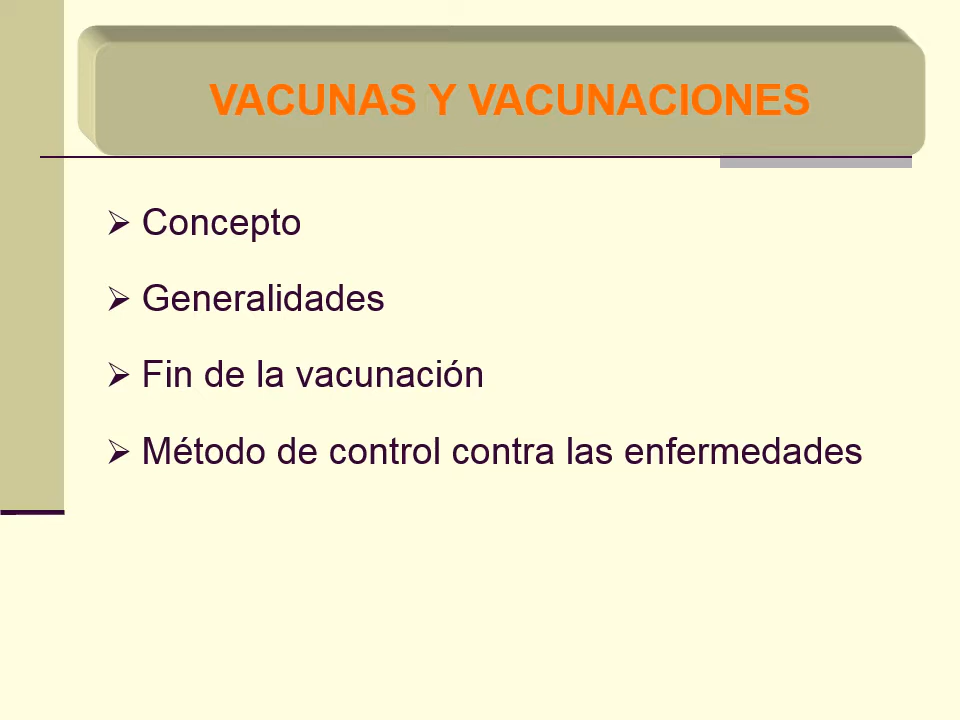 VACUNAS Y VACUNACIONES
➢ Concepto
➢ Generalidades
➢ Fin de la vacunación
➢ Método de control contra las enfermedades